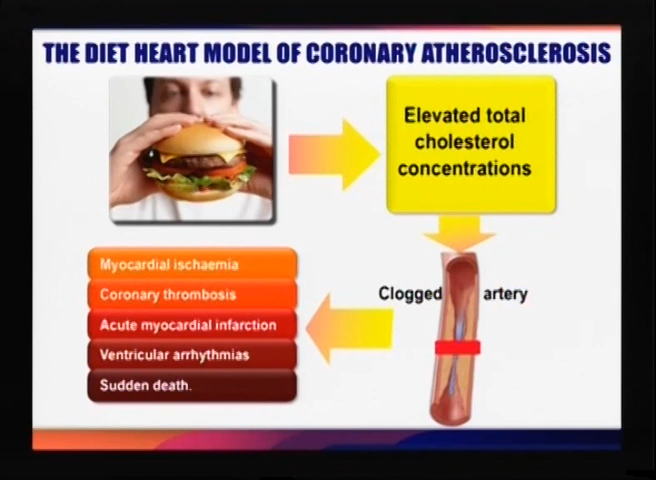 THE DIET HEART MODEL OF CORONARY ATHEROSCLEROSIS
Elevated total
cholesterol
concentrations
Clogged artery
Myocardial ischaemia
Coronary thrombosis
Acute myocardial infarction
Ventricular arrhythmias
Sudden death.